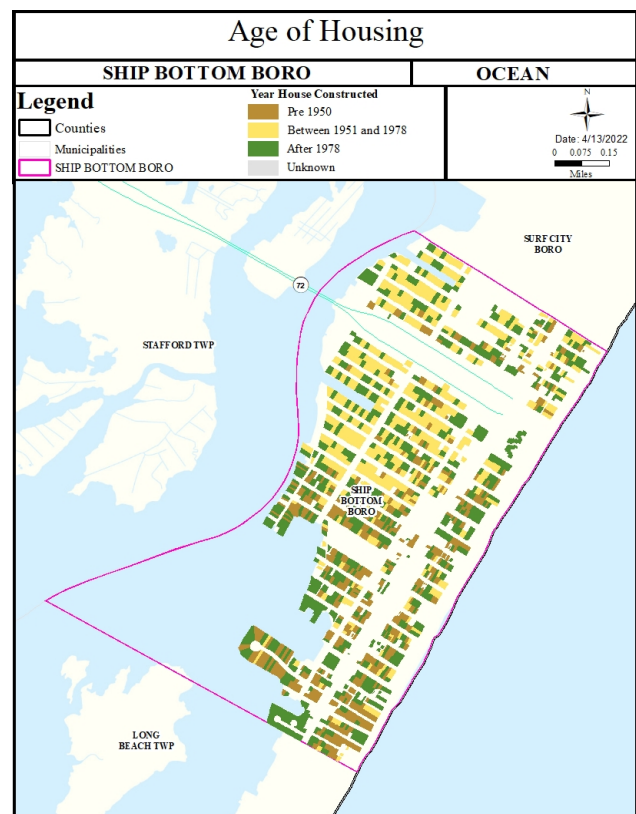 Age of Housing
SHIP BOTTOM BORO
OCEAN
Legend
Counties
Municipalities
SHIP BOTTOM BORO
Year House Constructed
Pre 1950
Between 1951 and 1978
After 1978
Unknown
N
Date: 4/13/2022
0 0.075 0.15
Miles
SURF CITY
BORO
72
STAFFORD TWP
SHIP
BOTTOM
BORO
LONG
BEACH TWP